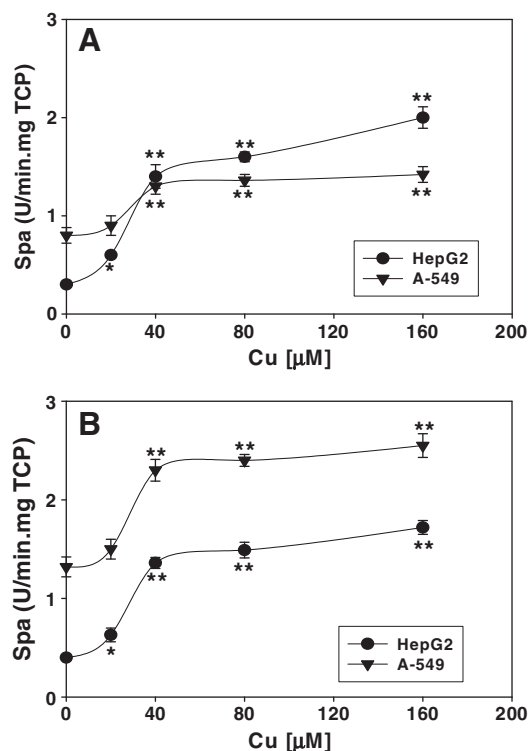 A
3
2
1
0
Spa (U/min.mg TCP)
**
**
**
*
**
**
**
HepG2
A-549
0 40 80 120 160 200
Cu [µM]
B
3
2
1
0
Spa (U/min.mg TCP)
**
**
**
*
**
**
**
HepG2
A-549
0 40 80 120 160 200
Cu [µM]